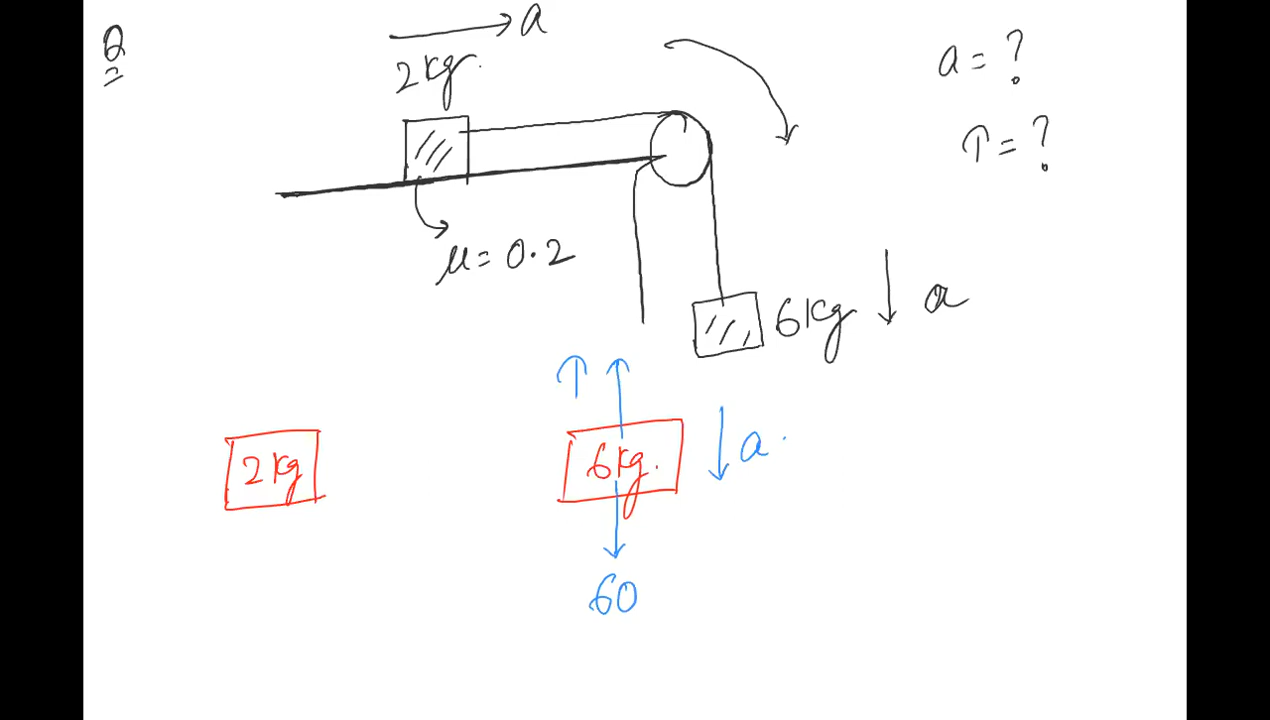 Q
a
2kg.
a = ?
T = ?
μ = 0.2
6kg
a
T
2kg
6kg.
a
60